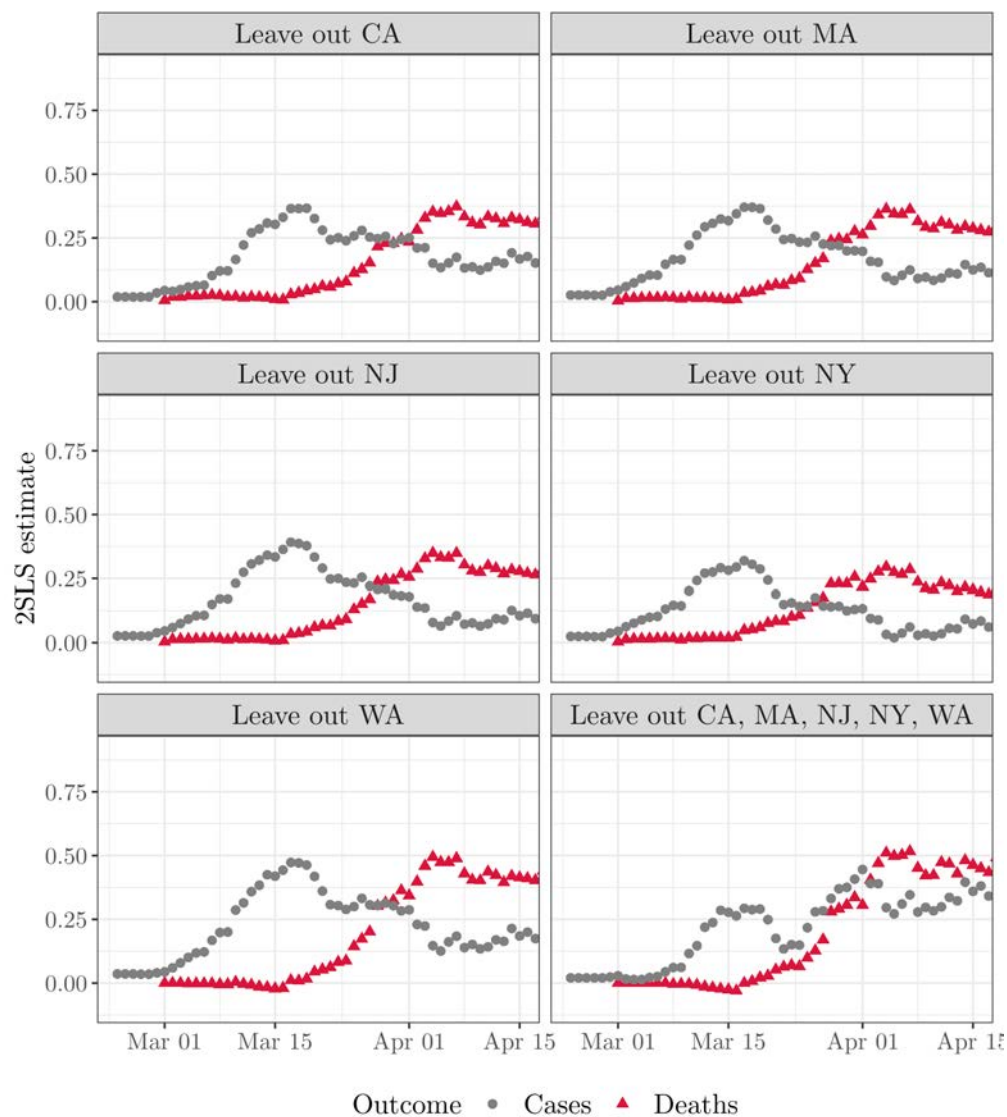 Leave out CA
Leave out MA
0.75
0.50
0.25
0.00
Leave out NJ
Leave out NY
2SLS estimate
0.75
0.50
0.25
0.00
Leave out WA
Leave out CA, MA, NJ, NY, WA
0.75
0.50
0.25
0.00
Mar 01 Mar 15 Apr 01 Apr 15 Mar 01 Mar 15 Apr 01 Apr 15
Outcome Cases Deaths